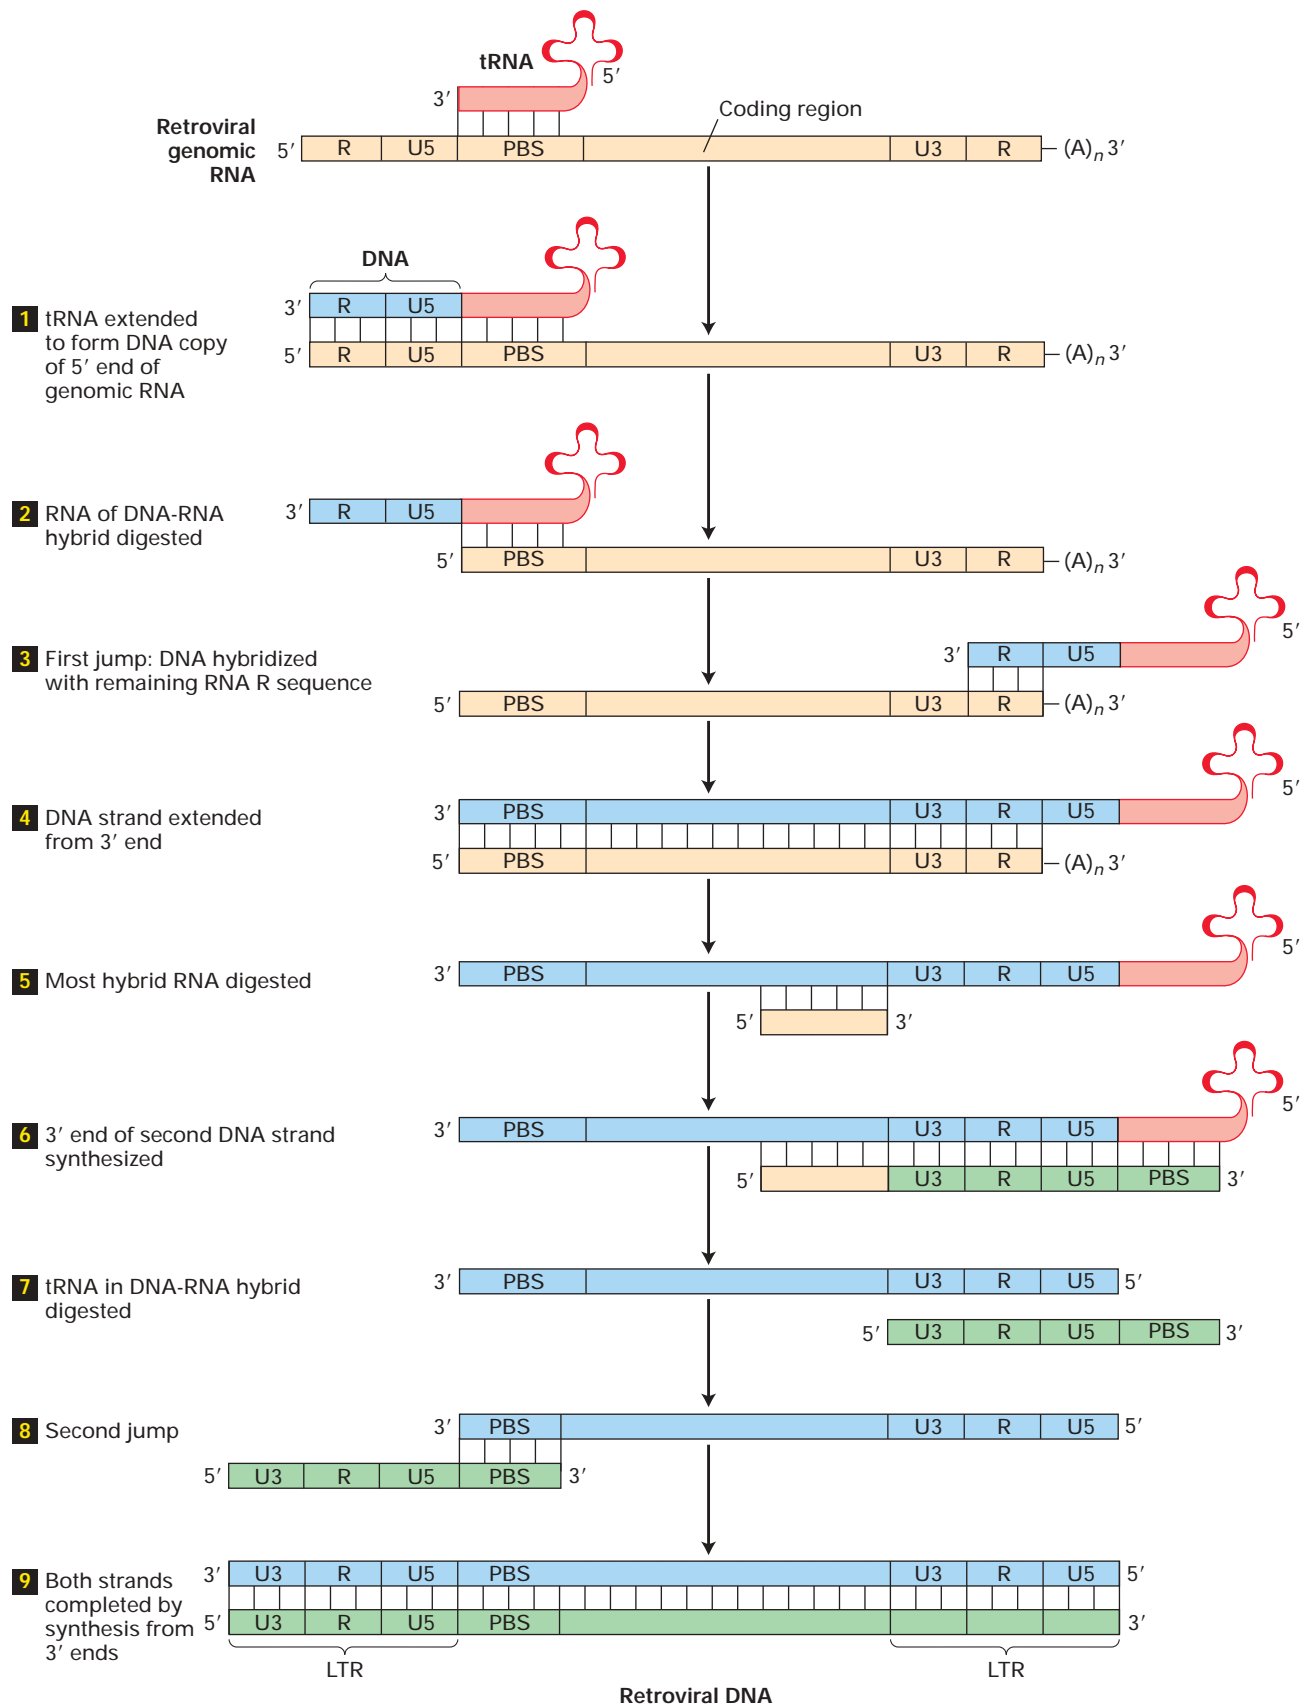 tRNA
5′
3′
Coding region
Retroviral
genomic
RNA
5′ R U5 PBS U3 R (A)n 3′
DNA
3′ R U5
5′ R U5 PBS U3 R (A)n 3′
1 tRNA extended
to form DNA copy
of 5′ end of
genomic RNA
3′ R U5
5′ PBS U3 R (A)n 3′
2 RNA of DNA-RNA
hybrid digested
5′
3′ R U5
5′ PBS U3 R (A)n 3′
3 First jump: DNA hybridized
with remaining RNA R sequence
5′
3′ PBS U3 R U5
5′ PBS U3 R (A)n 3′
4 DNA strand extended
from 3′ end
5′
3′ PBS U3 R U5
5′ 3′
5 Most hybrid RNA digested
5′
3′ PBS U3 R U5
5′ U3 R U5 PBS 3′
6 3′ end of second DNA strand
synthesized
3′ PBS U3 R U5 5′
5′ U3 R U5 PBS 3′
7 tRNA in DNA-RNA hybrid
digested
3′ PBS U3 R U5 5′
5′ U3 R U5 PBS 3′
8 Second jump
3′ U3 R U5 PBS U3 R U5 5′
5′ U3 R U5 PBS 3′
9 Both strands
completed by
synthesis from
3′ ends
LTR LTR
Retroviral DNA